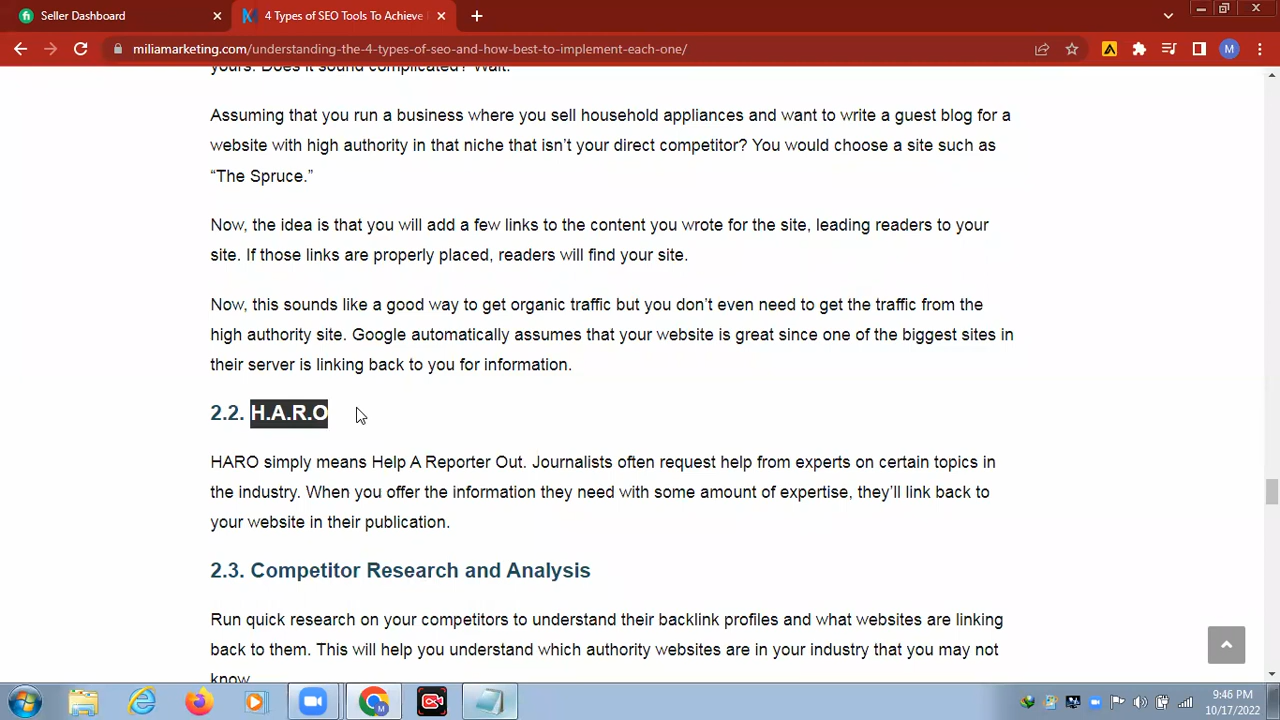 Seller Dashboard
4 Types of SEO Tools To Achieve
miliamarketing.com/understanding-the-4-types-of-seo-and-how-best-to-implement-each-one/
M
yours. Does it sound complicated? Wait.
Assuming that you run a business where you sell household appliances and want to write a guest blog for a
website with high authority in that niche that isn't your direct competitor? You would choose a site such as
“The Spruce.”
Now, the idea is that you will add a few links to the content you wrote for the site, leading readers to your
site. If those links are properly placed, readers will find your site.
Now, this sounds like a good way to get organic traffic but you don't even need to get the traffic from the
high authority site. Google automatically assumes that your website is great since one of the biggest sites in
their server is linking back to you for information.
2.2. H.A.R.O
HARO simply means Help A Reporter Out. Journalists often request help from experts on certain topics in
the industry. When you offer the information they need with some amount of expertise, they'll link back to
your website in their publication.
2.3. Competitor Research and Analysis
Run quick research on your competitors to understand their backlink profiles and what websites are linking
back to them. This will help you understand which authority websites are in your industry that you may not
know
9:46 PM
10/17/2022